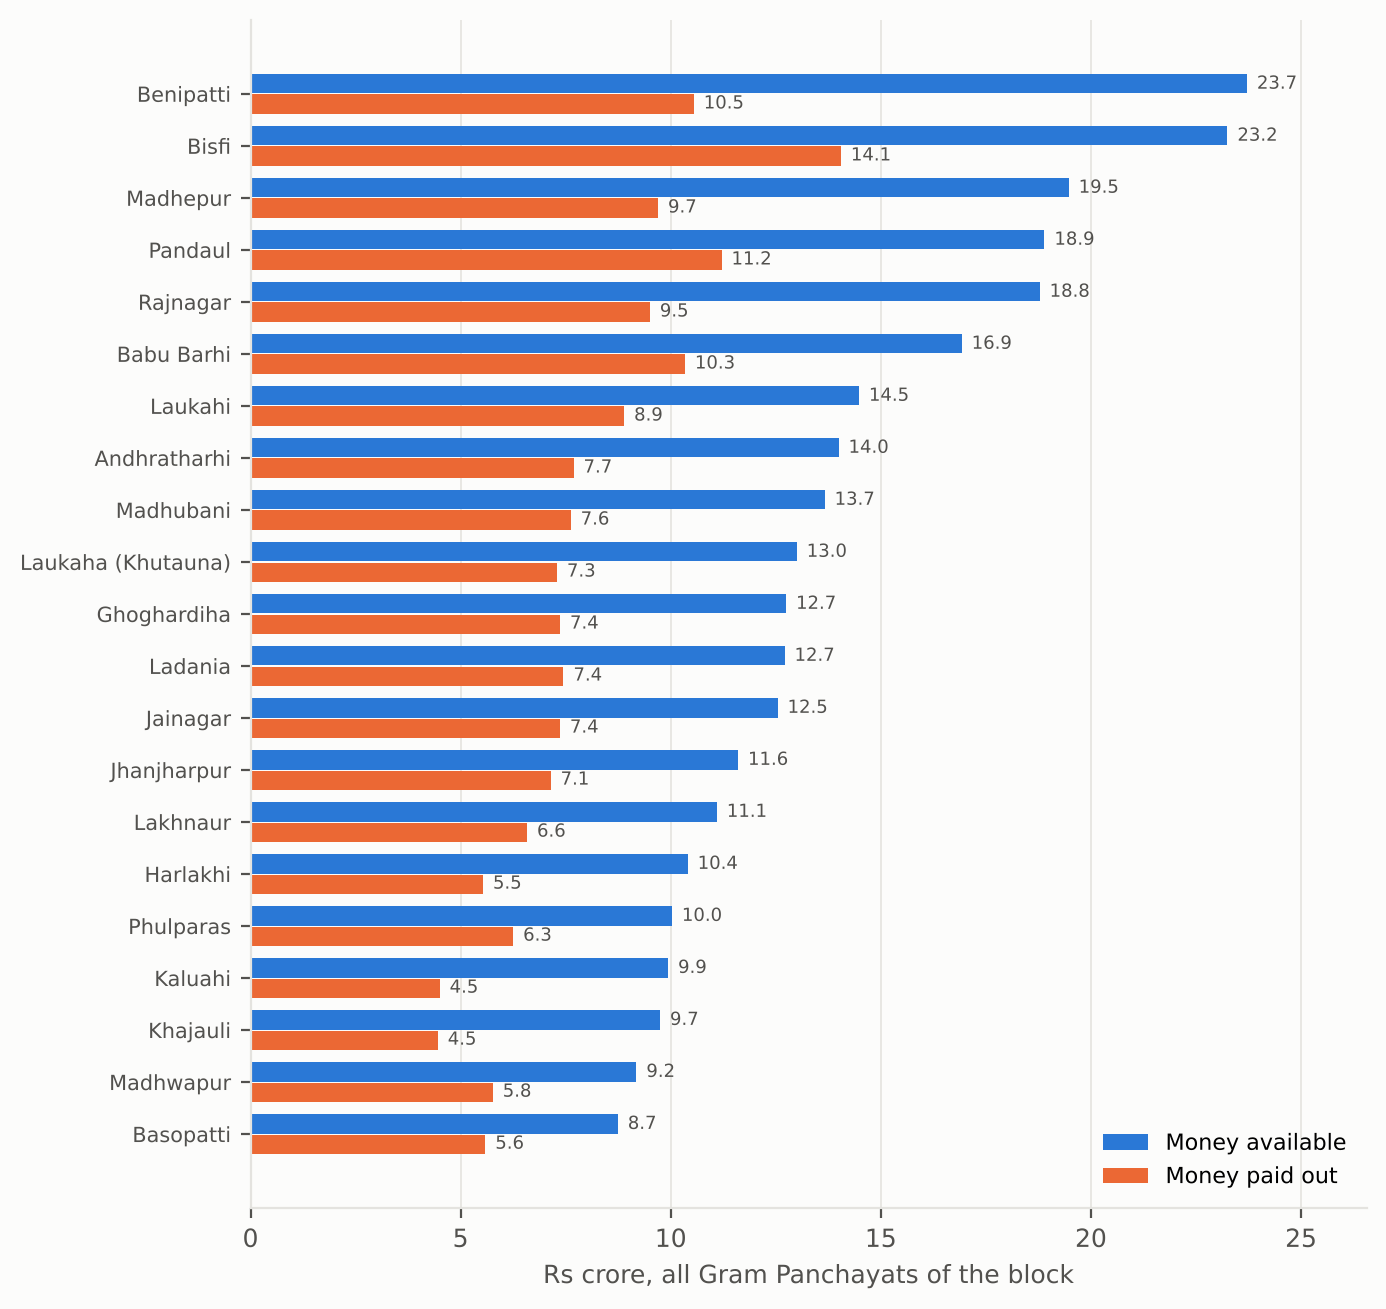 Benipatti 23.7
10.5
Bisfi 23.2
14.1
Madhepur 19.5
9.7
Pandaul 18.9
11.2
Rajnagar 18.8
9.5
Babu Barhi 16.9
10.3
Laukahi 14.5
8.9
Andhratharhi 14.0
7.7
Madhubani 13.7
7.6
Laukaha (Khutauna) 13.0
7.3
Ghoghardiha 12.7
7.4
Ladania 12.7
7.4
Jainagar 12.5
7.4
Jhanjharpur 11.6
7.1
Lakhnaur 11.1
6.6
Harlakhi 10.4
5.5
Phulparas 10.0
6.3
Kaluahi 9.9
4.5
Khajauli 9.7
4.5
Madhwapur 9.2
5.8
Basopatti 8.7
5.6
Money available
Money paid out
0 5 10 15 20 25
Rs crore, all Gram Panchayats of the block